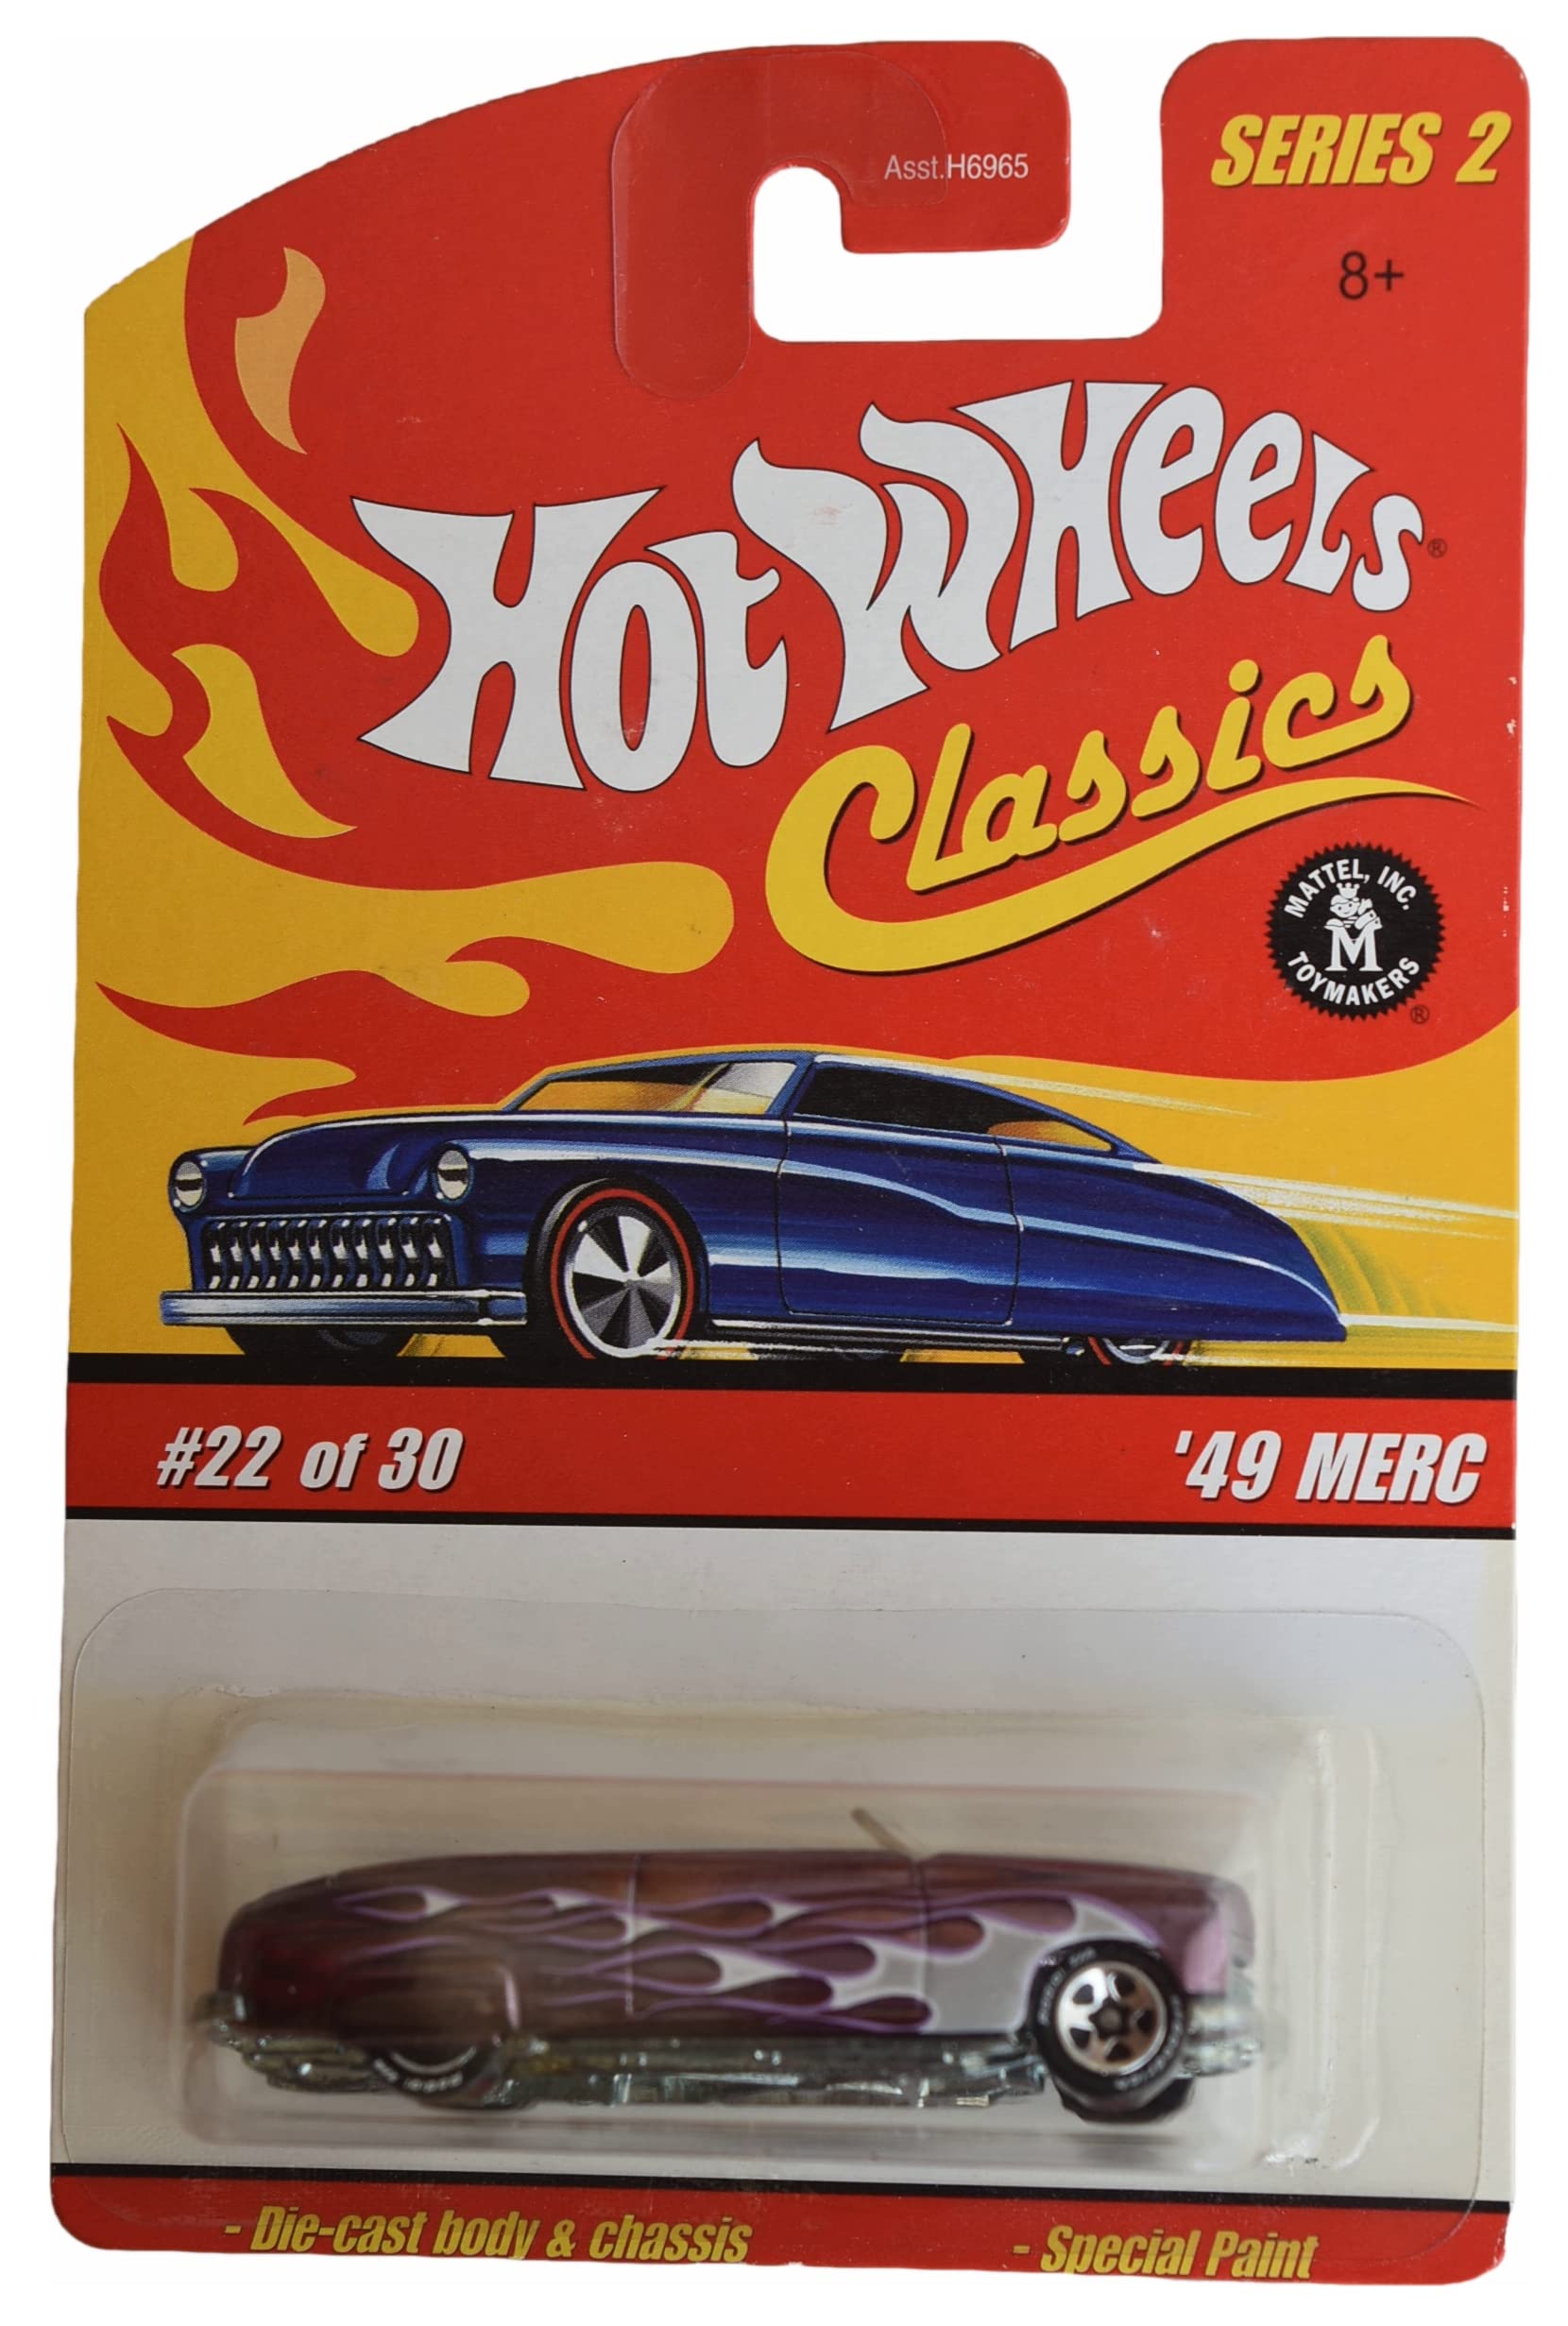 Asst.H6965
SERIES 2
8+
Hot Wheels®
Classics
MATTEL, INC.
M
TOYMAKERS
®
#22 of 30
'49 MERC
- Die-cast body & chassis
- Special Paint